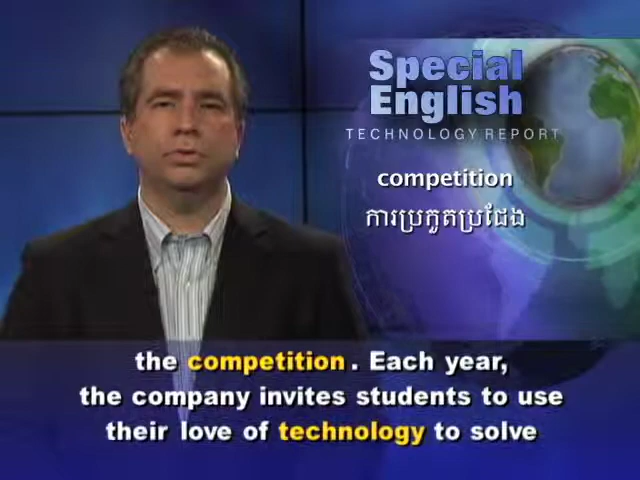 Special
English
TECHNOLOGY REPORT
competition
ការប្រកួតប្រជែង
the competition. Each year,
the company invites students to use
their love of technology to solve